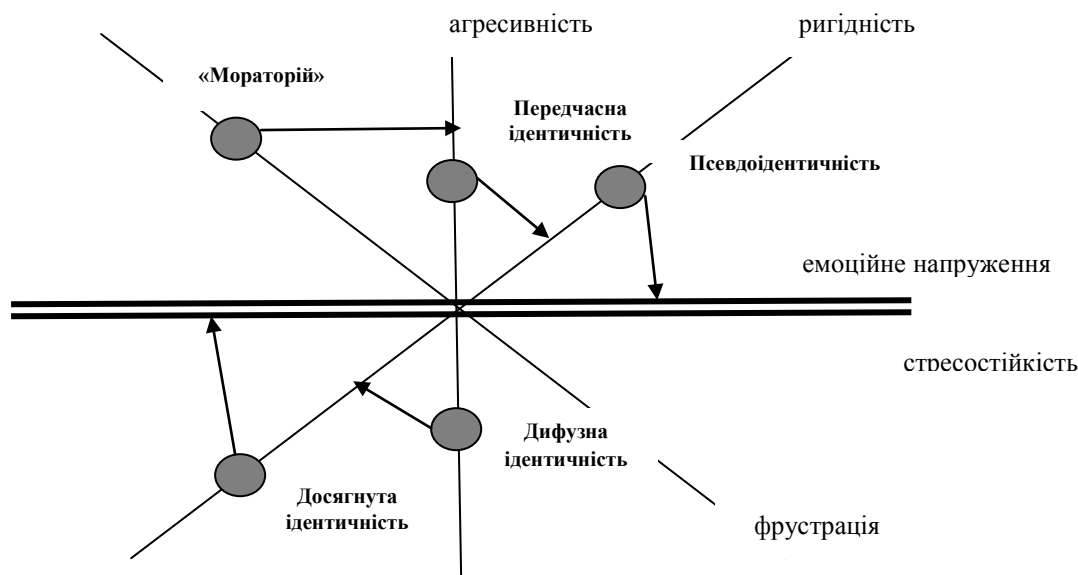 агресивність
ригідність
«Мораторій»
Передчасна
ідентичність
Псевдоідентичність
емоційне напруження
стресостійкість
Дифузна
ідентичність
Досягнута
ідентичність
фрустрація